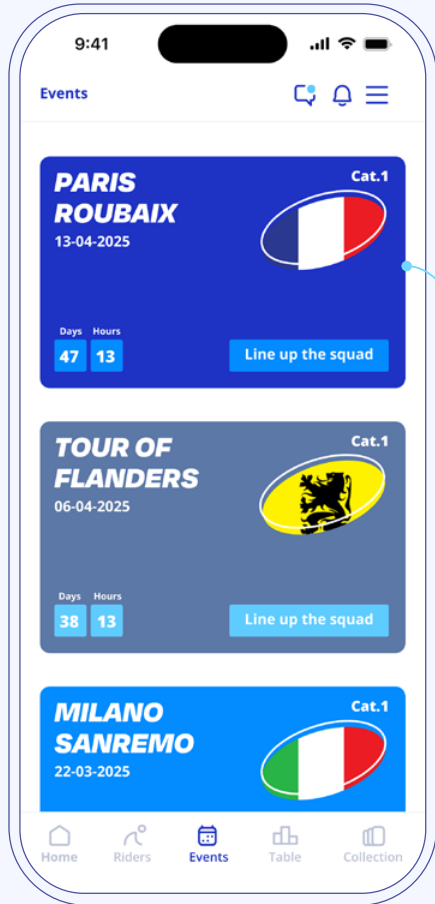 9:41
Events
PARIS
ROUBAIX
Cat.1
13-04-2025
Days Hours
47 13
Line up the squad
TOUR OF
FLANDERS
Cat.1
06-04-2025
Days Hours
38 13
Line up the squad
MILANO
SANREMO
Cat.1
22-03-2025
Home Riders Events Table Collection